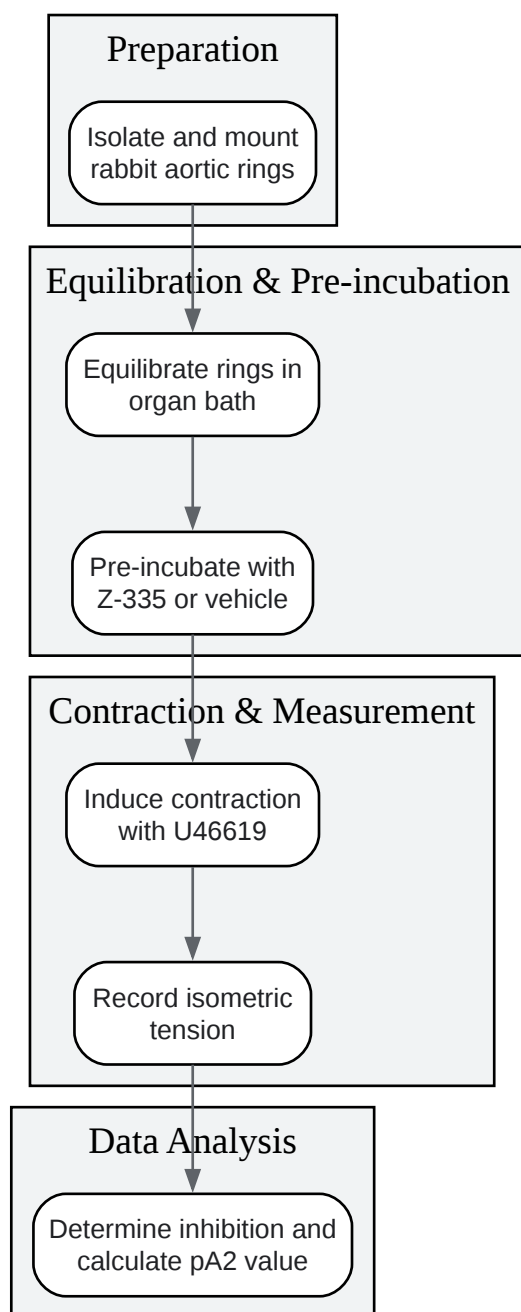 Preparation
Isolate and mount
rabbit aortic rings
Equilibration & Pre-incubation
Equilibrate rings in
organ bath
Pre-incubate with
Z-335 or vehicle
Contraction & Measurement
Induce contraction
with U46619
Record isometric
tension
Data Analysis
Determine inhibition and
calculate pA2 value